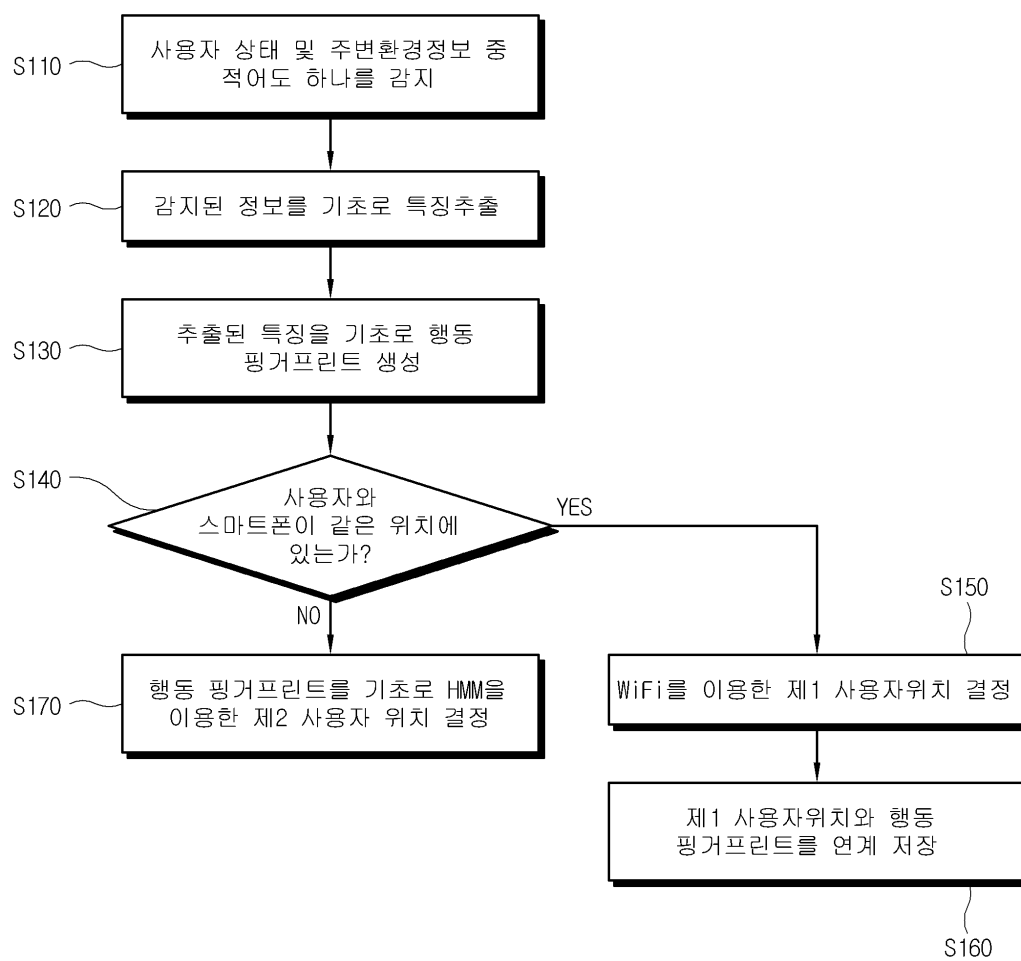 S110
사용자 상태 및 주변환경정보 중
적어도 하나를 감지
S120
감지된 정보를 기초로 특징추출
S130
추출된 특징을 기초로 행동
핑거프린트 생성
S140
사용자와
스마트폰이 같은 위치에
있는가?
YES
NO
S150
S170
행동 핑거프린트를 기초로 HMM을
이용한 제2 사용자 위치 결정
WiFi를 이용한 제1 사용자위치 결정
제1 사용자위치와 행동
핑거프린트를 연계 저장
S160